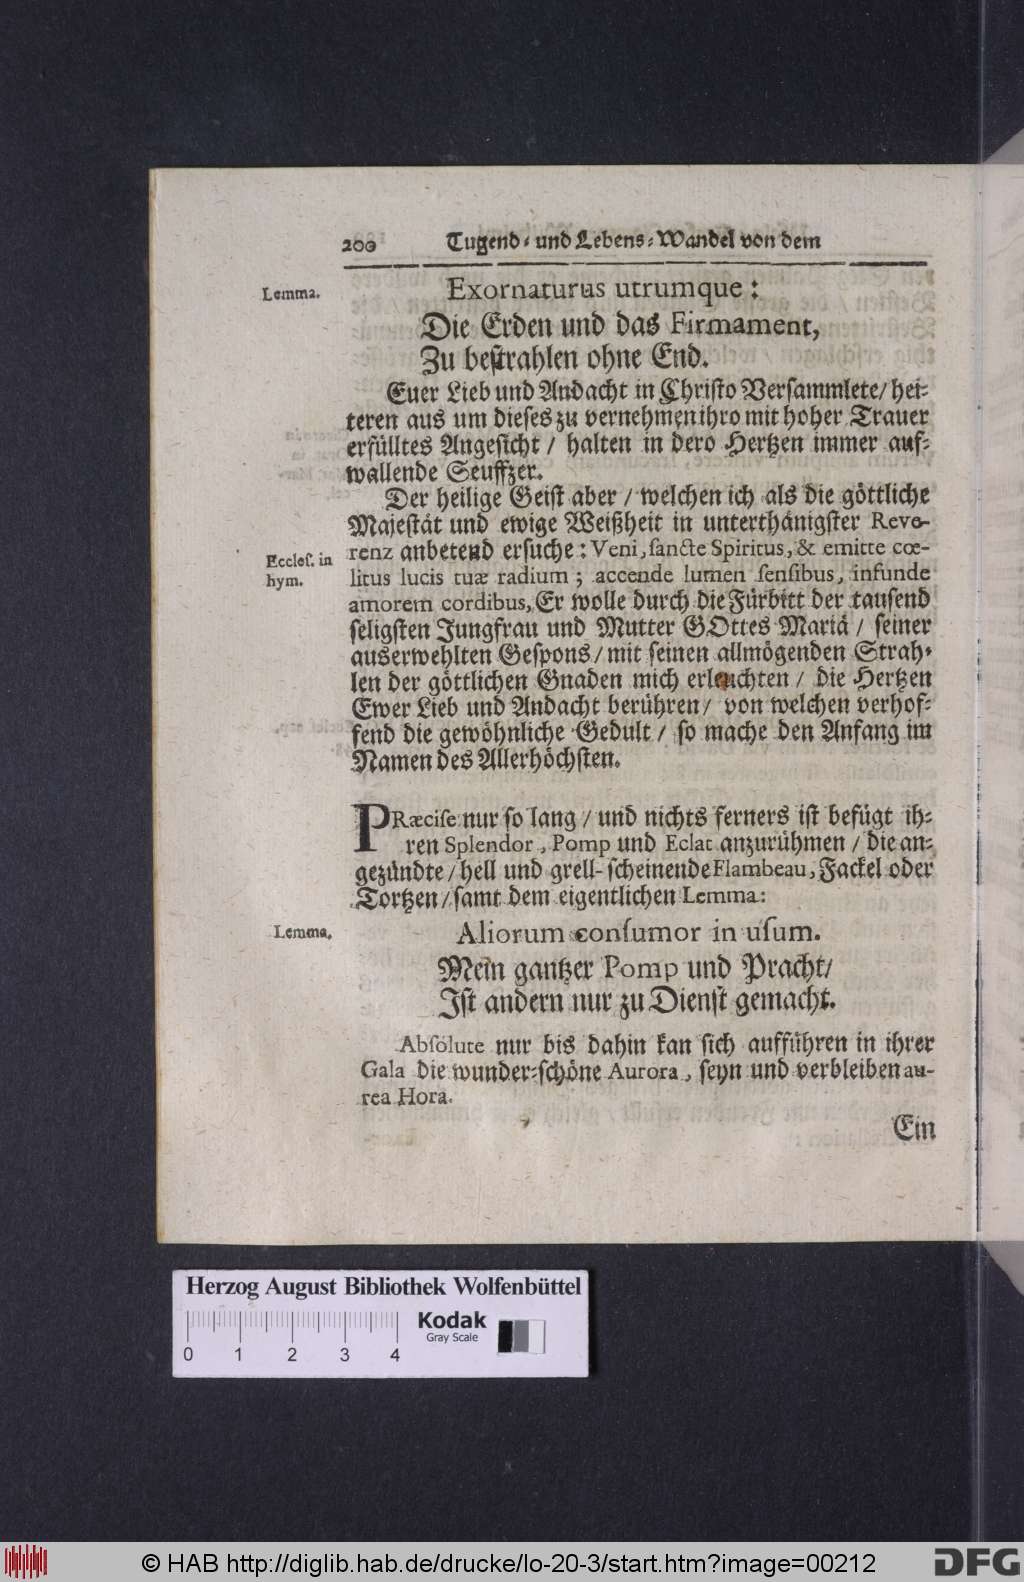 200 Tugend- und Lebens-Wandel von dem
Lemma. Exornaturus utrumque:
Die Erden und das Firmament,
Zu bestrahlen ohne End.
Euer Lieb und Andacht in Christo Versammlete/ hei-
teren aus um dieses zu vernehmen ihro mit hoher Trauer
erfülltes Angesicht / halten in dero Hertzen immer auf-
wallende Seuffzer.
Der heilige Geist aber / welchen ich als die göttliche
Majestät und ewige Weißheit in unterthänigster Reve-
renz anbetend ersuche: Veni, sancte Spiritus, & emitte cœ-
Eccles. in
hym.
litus lucis tuæ radium; accende lumen sensibus, infunde
amorem cordibus, Er wolle durch die Fürbitt der tausend
seligsten Jungfrau und Mutter GOttes Mariä / seiner
auserwehlten Gespons / mit seinen allmögenden Strah-
len der göttlichen Gnaden mich erleuchten / die Hertzen
Ewer Lieb und Andacht berühren / von welchen verhof-
fend die gewöhnliche Gedult / so mache den Anfang im
Namen des Allerhöchsten.
PRæcise nur so lang / und nichts ferners ist befügt ih-
ren Splendor, Pomp und Eclat anzurühmen / die an-
gezündte / hell und grell-scheinende Flambeau, Fackel oder
Tortzen / samt dem eigentlichen Lemma:
Lemma. Aliorum consumor in usum.
Mein gantzer Pomp und Pracht/
Ist andern nur zu Dienst gemacht.
Absolute nur bis dahin kan sich aufführen in ihrer
Gala die wunder-schöne Aurora, seyn und verbleiben au-
rea Hora.
Ein
Herzog August Bibliothek Wolfenbüttel
Kodak
Gray Scale
0 1 2 3 4
© HAB http://diglib.hab.de/drucke/lo-20-3/start.htm?image=00212
DFG